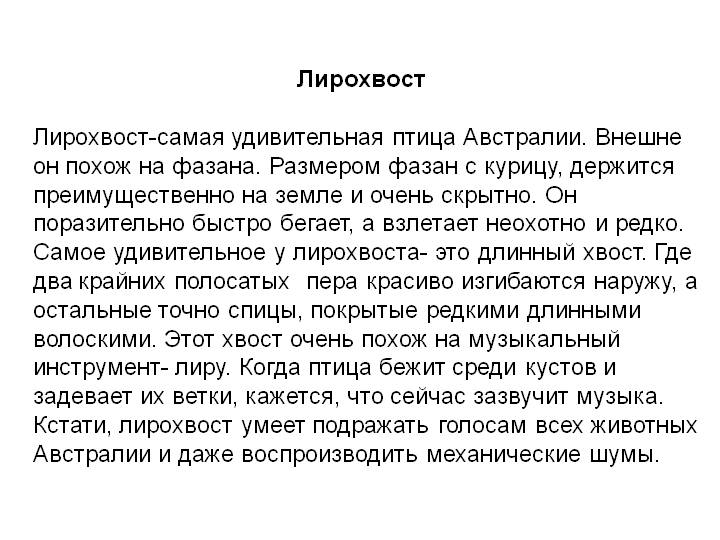 Лирохвост
Лирохвост-самая удивительная птица Австралии. Внешне
он похож на фазана. Размером фазан с курицу, держится
преимущественно на земле и очень скрытно. Он
поразительно быстро бегает, а взлетает неохотно и редко.
Самое удивительное у лирохвоста- это длинный хвост. Где
два крайних полосатых  пера красиво изгибаются наружу, а
остальные точно спицы, покрытые редкими длинными
волоскими. Этот хвост очень похож на музыкальный
инструмент- лиру. Когда птица бежит среди кустов и
задевает их ветки, кажется, что сейчас зазвучит музыка.
Кстати, лирохвост умеет подражать голосам всех животных
Австралии и даже воспроизводить механические шумы.